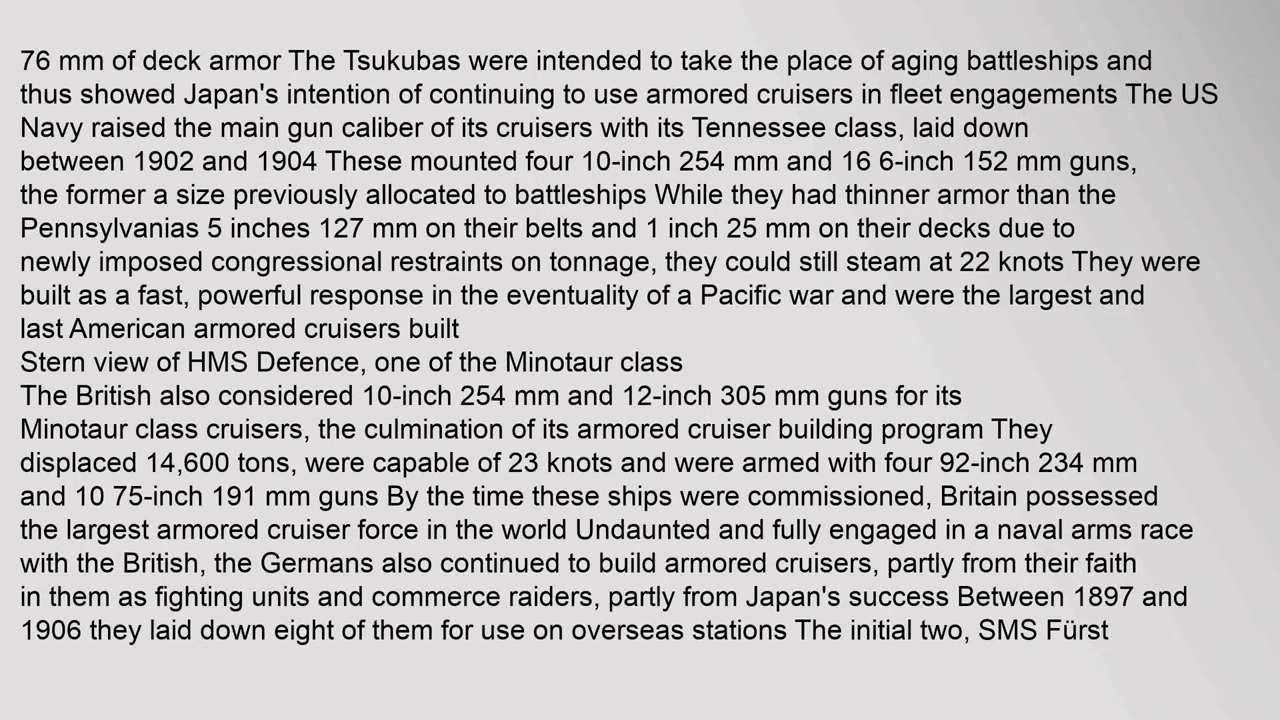 76 mm of deck armor The Tsukubas were intended to take the place of aging battleships and
thus showed Japan's intention of continuing to use armored cruisers in fleet engagements The US
Navy raised the main gun caliber of its cruisers with its Tennessee class, laid down
between 1902 and 1904 These mounted four 10-inch 254 mm and 16 6-inch 152 mm guns,
the former a size previously allocated to battleships While they had thinner armor than the
Pennsylvanias 5 inches 127 mm on their belts and 1 inch 25 mm on their decks due to
newly imposed congressional restraints on tonnage, they could still steam at 22 knots They were
built as a fast, powerful response in the eventuality of a Pacific war and were the largest and
last American armored cruisers built
Stern view of HMS Defence, one of the Minotaur class
The British also considered 10-inch 254 mm and 12-inch 305 mm guns for its
Minotaur class cruisers, the culmination of its armored cruiser building program They
displaced 14,600 tons, were capable of 23 knots and were armed with four 92-inch 234 mm
and 10 75-inch 191 mm guns By the time these ships were commissioned, Britain possessed
the largest armored cruiser force in the world Undaunted and fully engaged in a naval arms race
with the British, the Germans also continued to build armored cruisers, partly from their faith
in them as fighting units and commerce raiders, partly from Japan's success Between 1897 and
1906 they laid down eight of them for use on overseas stations The initial two, SMS Fürst